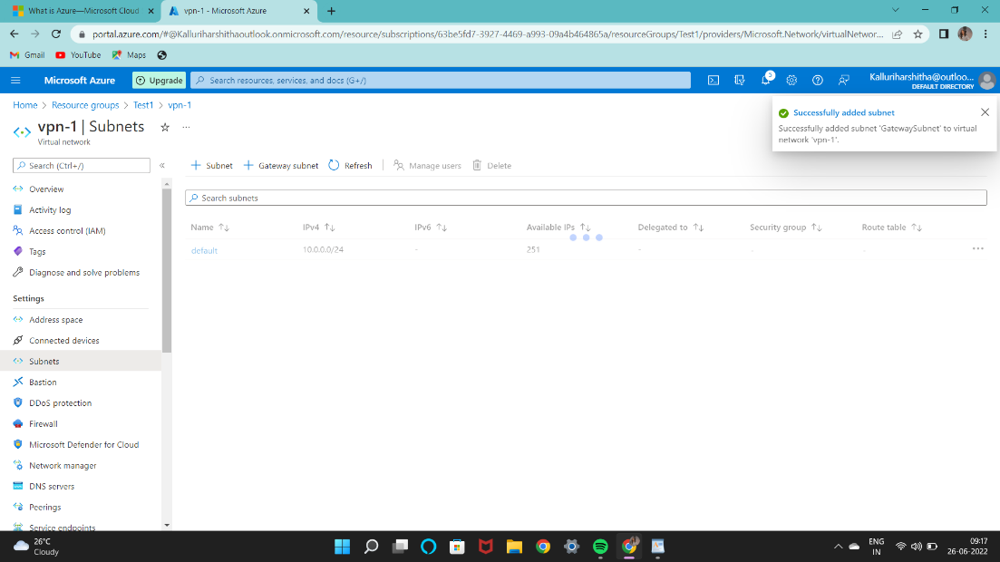 What is Azure—Microsoft Cloud
vpn-1 - Microsoft Azure
portal.azure.com/#@Kalluriharshithaoutlook.onmicrosoft.com/resource/subscriptions/63be5fd7-3927-4469-a993-09a4b464865a/resourceGroups/Test1/providers/Microsoft.Network/virtualNetwor...
Gmail
YouTube
Maps
Microsoft Azure
Upgrade
Search resources, services, and docs (G+/)
5
Kalluriharshitha@outloo...
DEFAULT DIRECTORY
Home > Resource groups > Test1 > vpn-1
vpn-1 | Subnets
Virtual network
Successfully added subnet
Successfully added subnet 'GatewaySubnet' to virtual
network 'vpn-1'.
Search (Ctrl+/)
+ Subnet
+ Gateway subnet
Refresh
Manage users
Delete
Overview
Activity log
Access control (IAM)
Tags
Diagnose and solve problems
Settings
Address space
Connected devices
Subnets
Bastion
DDoS protection
Firewall
Microsoft Defender for Cloud
Network manager
DNS servers
Peerings
Service endpoints
Search subnets
Name IPv4 IPv6 Available IPs Delegated to Security group Route table
default 10.0.0.0/24 - 251 - - -
26°C
Cloudy
ENG
IN
09:17
26-06-2022